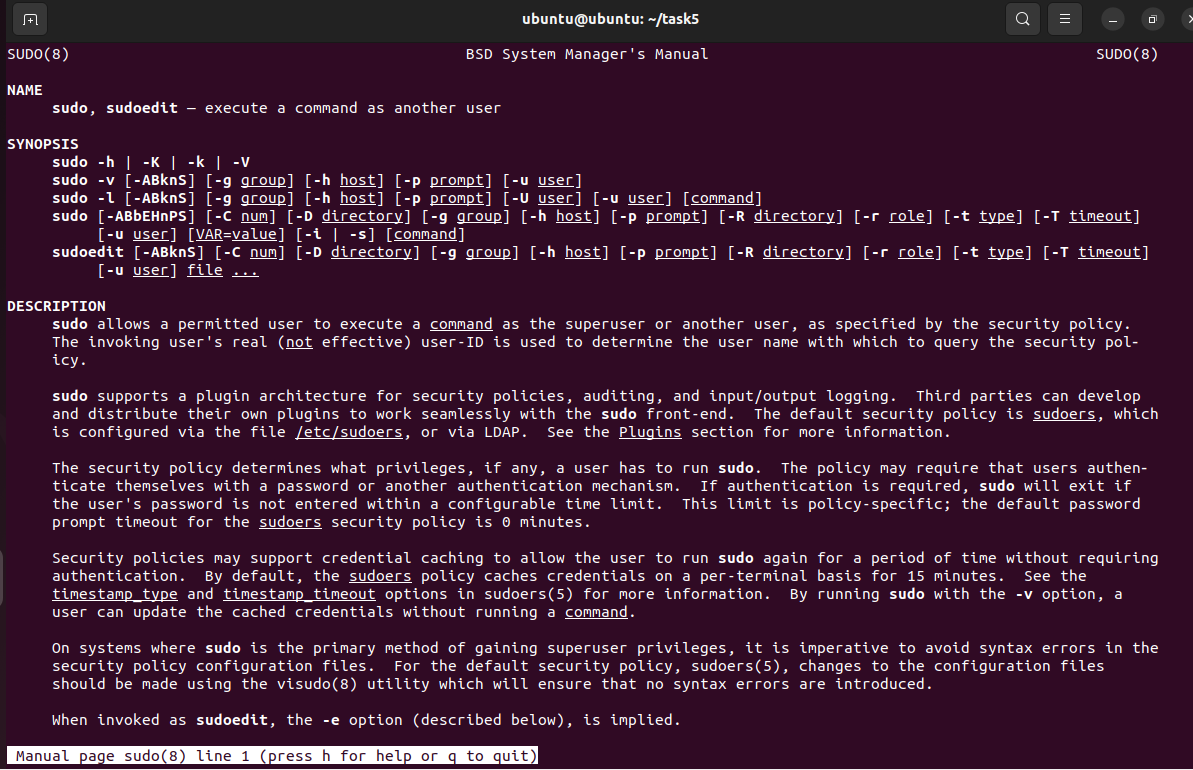 ubuntu@ubuntu: ~/task5
SUDO(8) BSD System Manager's Manual SUDO(8)
NAME
sudo, sudoedit — execute a command as another user
SYNOPSIS
sudo -h | -K | -k | -V
sudo -v [-ABknS] [-g group] [-h host] [-p prompt] [-u user]
sudo -l [-ABknS] [-g group] [-h host] [-p prompt] [-U user] [-u user] [command]
sudo [-ABbEHnPS] [-C num] [-D directory] [-g group] [-h host] [-p prompt] [-R directory] [-r role] [-t type] [-T timeout]
[-u user] [VAR=value] [-i | -s] [command]
sudoedit [-ABknS] [-C num] [-D directory] [-g group] [-h host] [-p prompt] [-R directory] [-r role] [-t type] [-T timeout]
[-u user] file ...
DESCRIPTION
sudo allows a permitted user to execute a command as the superuser or another user, as specified by the security policy.
The invoking user's real (not effective) user-ID is used to determine the user name with which to query the security pol‐
icy.
sudo supports a plugin architecture for security policies, auditing, and input/output logging.  Third parties can develop
and distribute their own plugins to work seamlessly with the sudo front-end.  The default security policy is sudoers, which
is configured via the file /etc/sudoers, or via LDAP.  See the Plugins section for more information.
The security policy determines what privileges, if any, a user has to run sudo.  The policy may require that users authen‐
ticate themselves with a password or another authentication mechanism.  If authentication is required, sudo will exit if
the user's password is not entered within a configurable time limit.  This limit is policy-specific; the default password
prompt timeout for the sudoers security policy is 0 minutes.
Security policies may support credential caching to allow the user to run sudo again for a period of time without requiring
authentication.  By default, the sudoers policy caches credentials on a per-terminal basis for 15 minutes.  See the
timestamp_type and timestamp_timeout options in sudoers(5) for more information.  By running sudo with the -v option, a
user can update the cached credentials without running a command.
On systems where sudo is the primary method of gaining superuser privileges, it is imperative to avoid syntax errors in the
security policy configuration files.  For the default security policy, sudoers(5), changes to the configuration files
should be made using the visudo(8) utility which will ensure that no syntax errors are introduced.
When invoked as sudoedit, the -e option (described below), is implied.
Manual page sudo(8) line 1 (press h for help or q to quit)